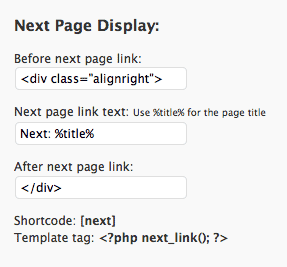 Next Page Display:
Before next page link:
<div class="alignright">
Next page link text: Use %title% for the page title
Next: %title%
After next page link:
</div>
Shortcode: [next]
Template tag: <?php next_link(); ?>